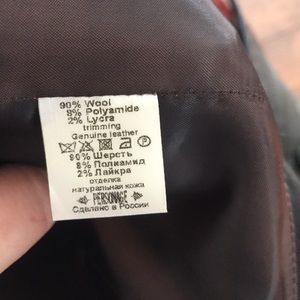 90% Wool
8% Polyamide
2% Lycra
trimming
Genuine leather
90% Шерсть
8% Полиамид
2% Лайкра
отделка
натуральная кожа
PERSONAGE
Сделано в России